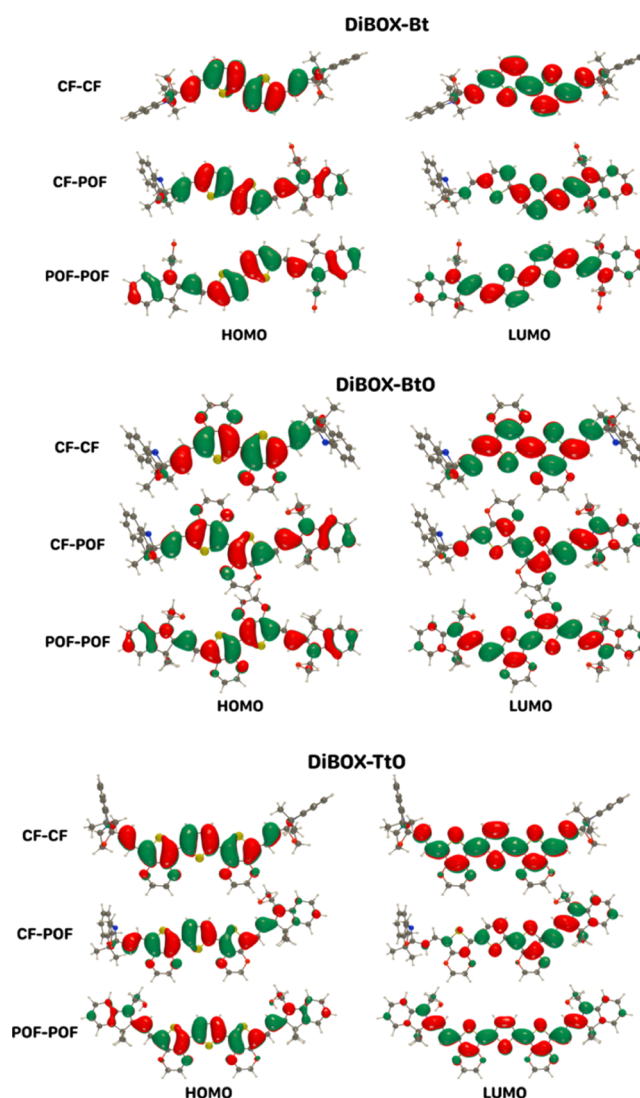 DiBOX-Bt
CF-CF
CF-POF
POF-POF
HOMO LUMO
DiBOX-BtO
CF-CF
CF-POF
POF-POF
HOMO LUMO
DiBOX-TtO
CF-CF
CF-POF
POF-POF
HOMO LUMO